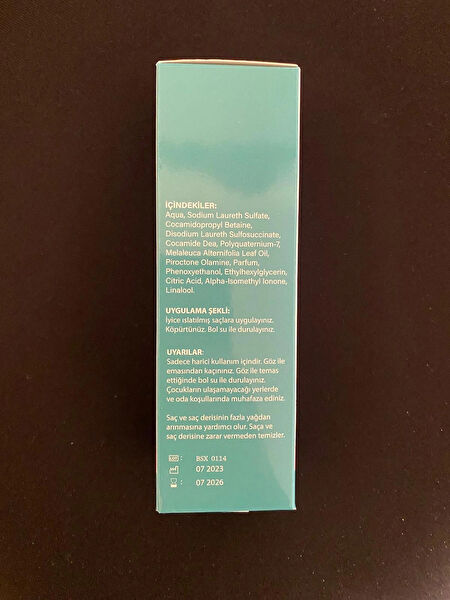 İÇİNDEKİLER:
Aqua, Sodium Laureth Sulfate,
Cocamidopropyl Betaine,
Disodium Laureth Sulfosuccinate,
Cocamide Dea, Polyquaternium-7,
Melaleuca Alternifolia Leaf Oil,
Piroctone Olamine, Parfum,
Phenoxyethanol, Ethylhexylglycerin,
Citric Acid, Alpha-Isomethyl Ionone,
Linalool.
UYGULAMA ŞEKLİ:
İyice ıslatılmış saçlara uygulayınız.
Köpürtünüz. Bol su ile durulayınız.
UYARILAR:
Sadece harici kullanım içindir. Göz ile
emasından kaçınınız. Göz ile temas
ettiğinde bol su ile durulayınız.
Çocukların ulaşamayacağı yerlerde
ve oda koşullarında muhafaza ediniz.
Saç ve saç derisinin fazla yağdan
arınmasına yardımcı olur. Saça ve
saç derisine zarar vermeden temizler.
LOT: BSX 0114
07 2023
: 07 2026